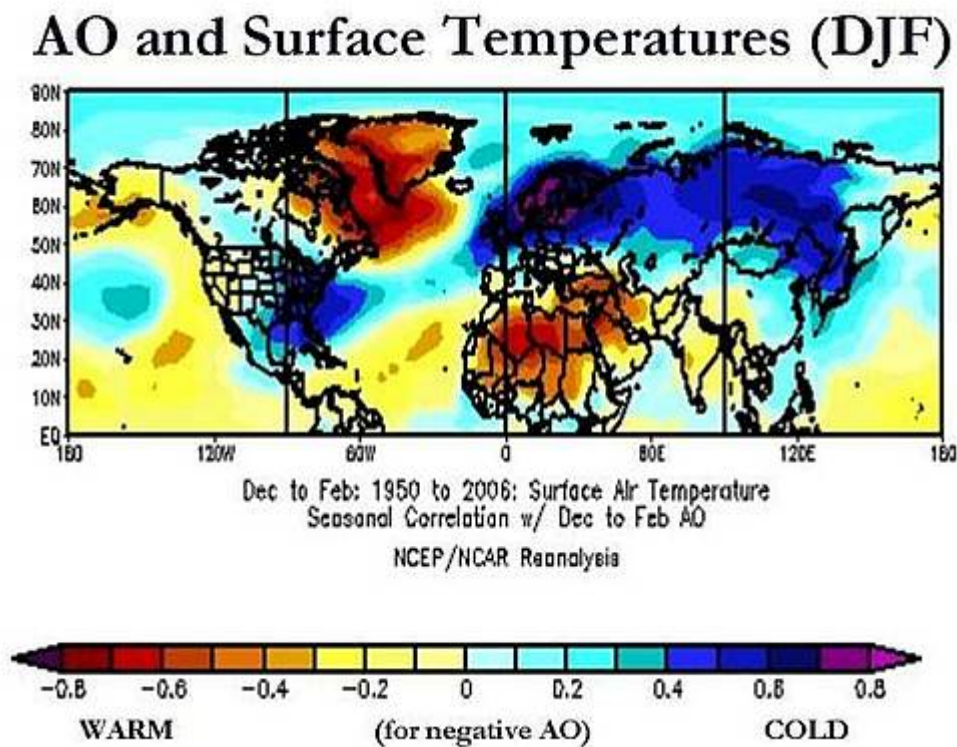 AO and Surface Temperatures (DJF)
90N
80N
70N
60N
50N
40N
30N
20N
10N
EQ
180 120W 60W 0 60E 120E 180
Dec to Feb: 1950 to 2006: Surface Air Temperature
Seasonal Correlation w/ Dec to Feb AO
NCEP/NCAR Reanalysis
-0.8 -0.6 -0.4 -0.2 0 0.2 0.4 0.6 0.8
WARM (for negative AO) COLD